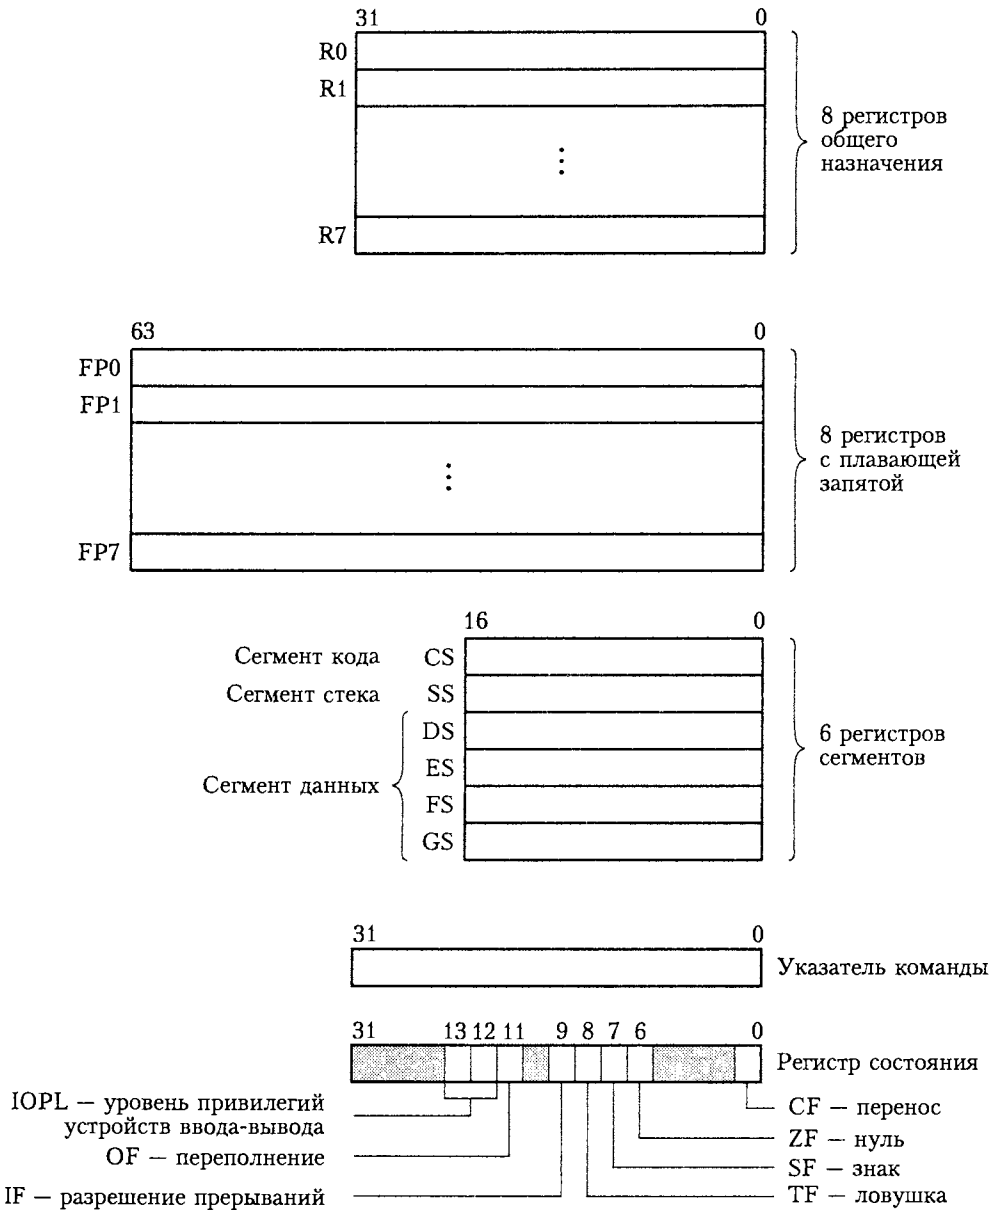 31 0
R0
R1
R7
8 регистров
общего
назначения
63 0
FP0
FP1
FP7
8 регистров
с плавающей
запятой
16 0
Сегмент кода CS
Сегмент стека SS
DS
ES
FS
GS
Сегмент данных
6 регистров
сегментов
31 0
Указатель команды
31 13 12 11 9 8 7 6 0
Регистр состояния
IOPL — уровень привилегий
устройств ввода-вывода
OF — переполнение
IF — разрешение прерываний
CF — перенос
ZF — нуль
SF — знак
TF — ловушка